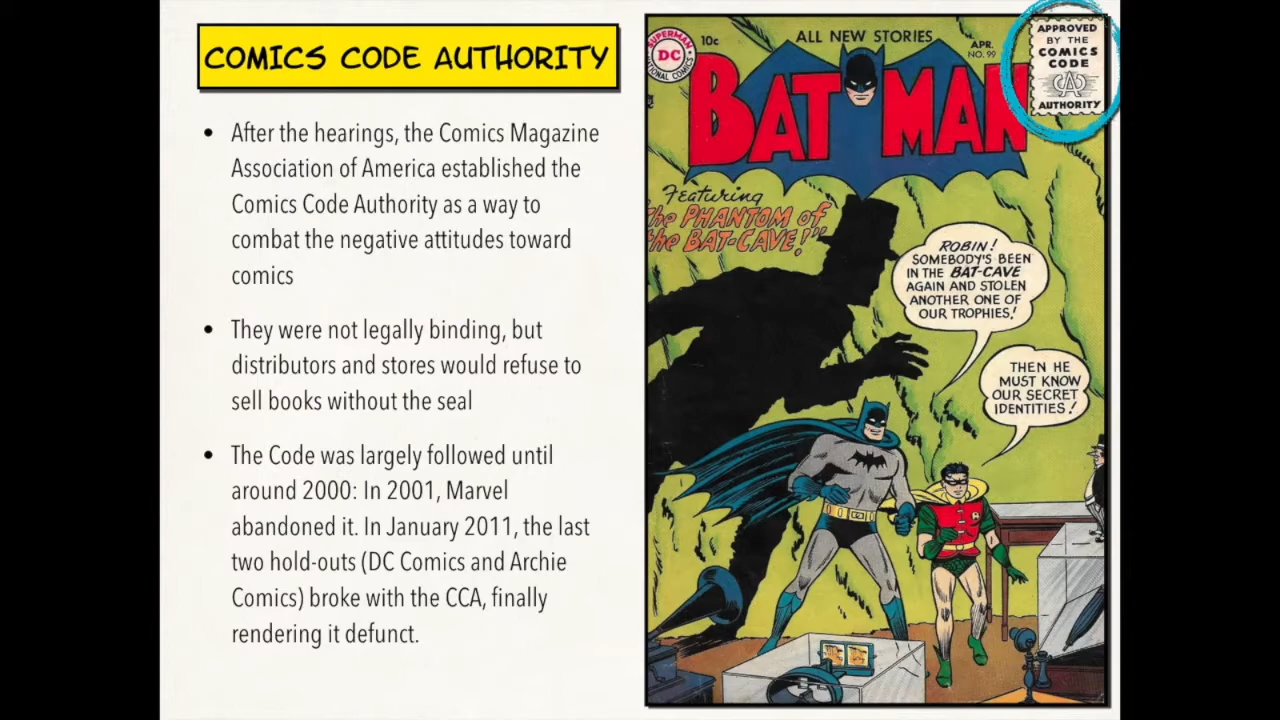 COMICS CODE AUTHORITY
• After the hearings, the Comics Magazine
Association of America established the
Comics Code Authority as a way to
combat the negative attitudes toward
comics
• They were not legally binding, but
distributors and stores would refuse to
sell books without the seal
• The Code was largely followed until
around 2000: In 2001, Marvel
abandoned it. In January 2011, the last
two hold-outs (DC Comics and Archie
Comics) broke with the CCA, finally
rendering it defunct.
SUPERMAN
DC
NATIONAL COMICS
10c
ALL NEW STORIES
APR.
NO. 99
APPROVED
BY THE
COMICS
CODE
CA
AUTHORITY
BATMAN
Featuring
"The PHANTOM of
the BAT-CAVE!"
ROBIN!
SOMEBODY'S BEEN
IN THE BAT-CAVE
AGAIN AND STOLEN
ANOTHER ONE OF
OUR TROPHIES!
THEN HE
MUST KNOW
OUR SECRET
IDENTITIES!
R